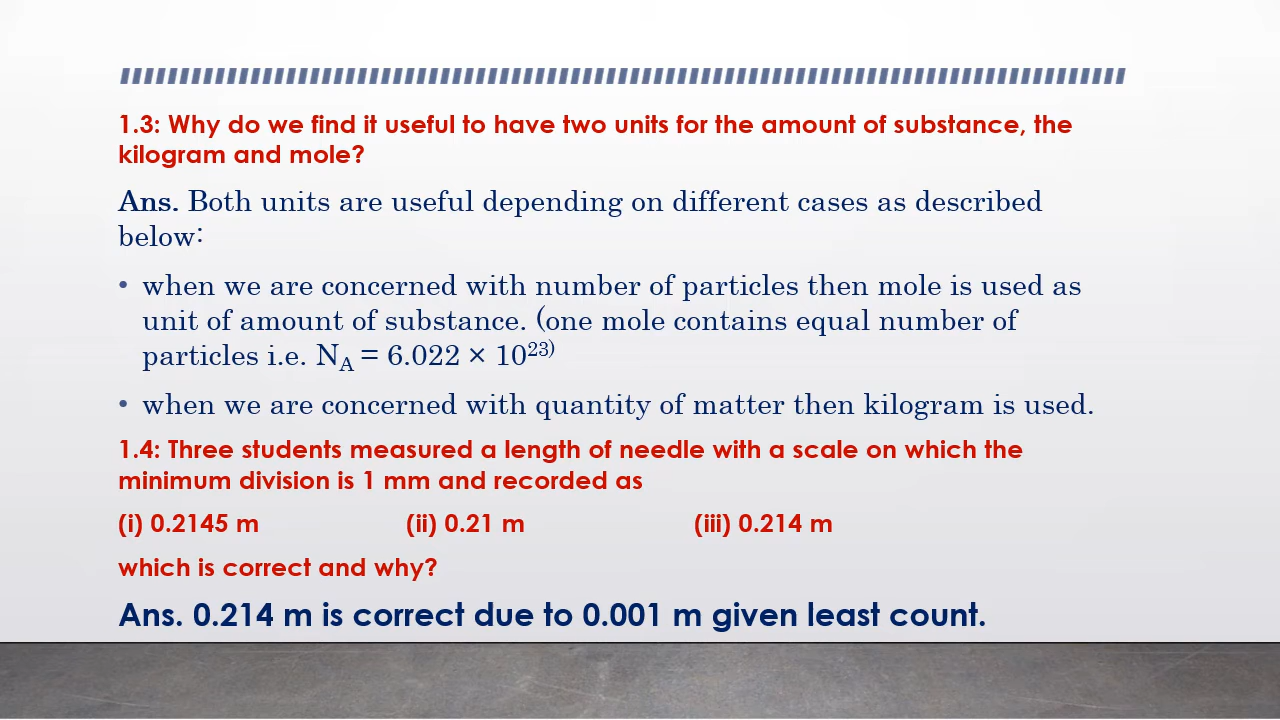 1.3: Why do we find it useful to have two units for the amount of substance, the
kilogram and mole?
Ans. Both units are useful depending on different cases as described
below:
• when we are concerned with number of particles then mole is used as
unit of amount of substance. (one mole contains equal number of
particles i.e. N_A = 6.022 × 10^23)
• when we are concerned with quantity of matter then kilogram is used.
1.4: Three students measured a length of needle with a scale on which the
minimum division is 1 mm and recorded as
(i) 0.2145 m (ii) 0.21 m (iii) 0.214 m
which is correct and why?
Ans. 0.214 m is correct due to 0.001 m given least count.